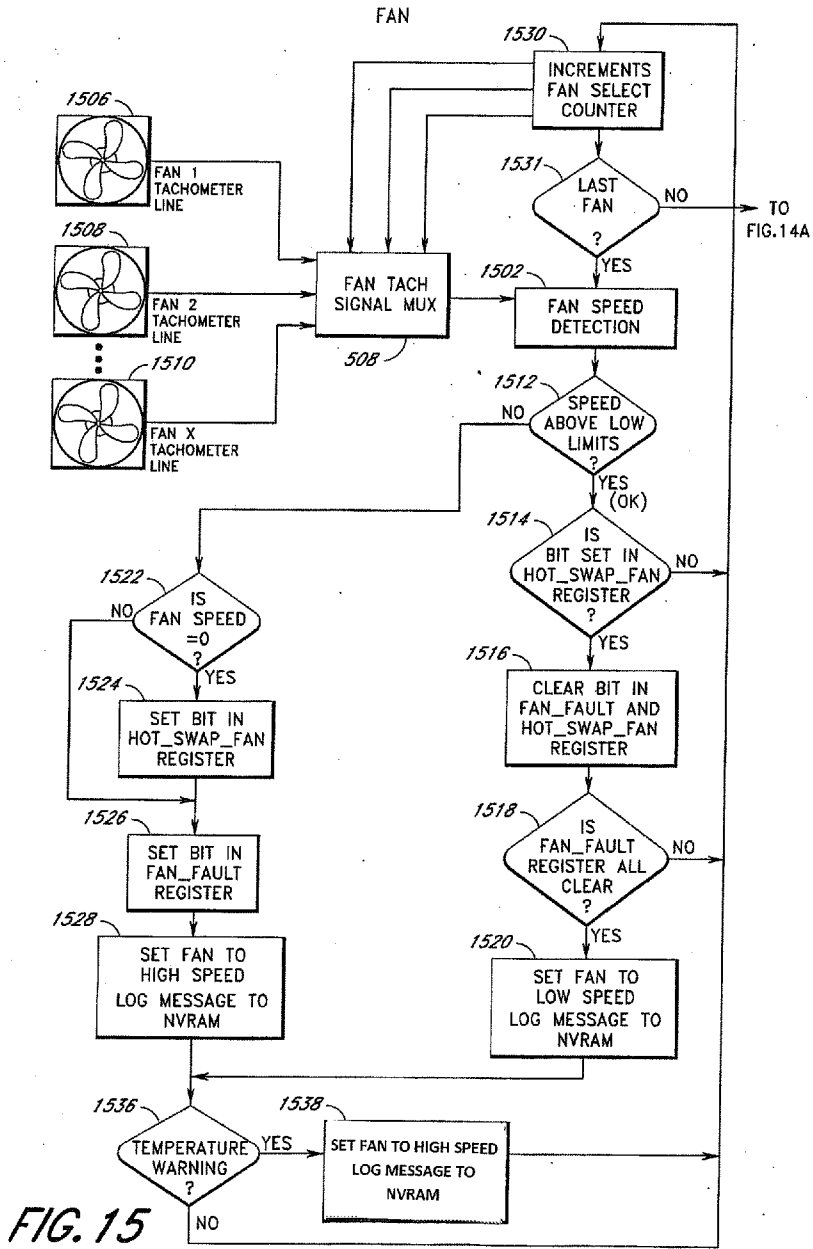 FAN
1530
INCREMENTS
FAN SELECT
COUNTER
1506
FAN 1
TACHOMETER
LINE
1531
LAST
FAN
?
NO
TO
FIG.14A
YES
1508
FAN 2
TACHOMETER
LINE
FAN TACH
SIGNAL MUX
508
1502
FAN SPEED
DETECTION
1510
FAN X
TACHOMETER
LINE
1512
SPEED
ABOVE LOW
LIMITS
?
NO
YES
(OK)
1514
IS
BIT SET IN
HOT_SWAP_FAN
REGISTER
?
NO
YES
1522
IS
FAN SPEED
=0
?
NO
YES
1516
CLEAR BIT IN
FAN_FAULT AND
HOT_SWAP_FAN
REGISTER
1524
SET BIT IN
HOT_SWAP_FAN
REGISTER
1518
IS
FAN_FAULT
REGISTER ALL
CLEAR
?
NO
YES
1526
SET BIT IN
FAN_FAULT
REGISTER
1528
SET FAN TO
HIGH SPEED
LOG MESSAGE TO
NVRAM
1520
SET FAN TO
LOW SPEED
LOG MESSAGE TO
NVRAM
1536
TEMPERATURE
WARNING
?
YES
NO
1538
SET FAN TO HIGH SPEED
LOG MESSAGE TO
NVRAM
FIG. 15